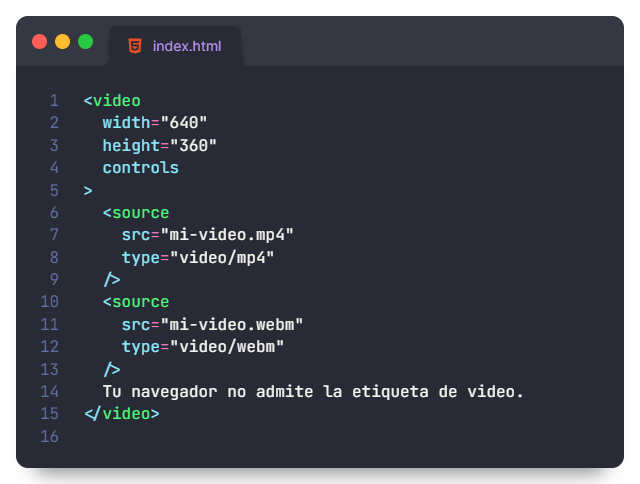 index.html
1 <video
2   width="640"
3   height="360"
4   controls
5 >
6   <source
7     src="mi-video.mp4"
8     type="video/mp4"
9   />
10   <source
11     src="mi-video.webm"
12     type="video/webm"
13   />
14   Tu navegador no admite la etiqueta de video.
15 </video>
16